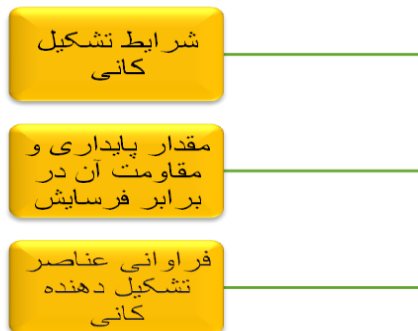 شرایط تشکیل
کانی
مقدار پایداری و
مقاومت آن در
برابر فرسایش
فراوانی عناصر
تشکیل دهنده
کانی